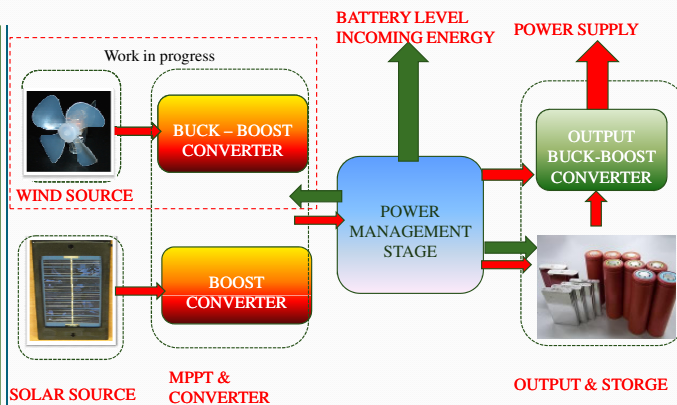 BATTERY LEVEL
INCOMING ENERGY
POWER SUPPLY
Work in progress
BUCK – BOOST
CONVERTER
WIND SOURCE
OUTPUT
BUCK-BOOST
CONVERTER
POWER
MANAGEMENT
STAGE
BOOST
CONVERTER
SOLAR SOURCE
MPPT &
CONVERTER
OUTPUT & STORGE